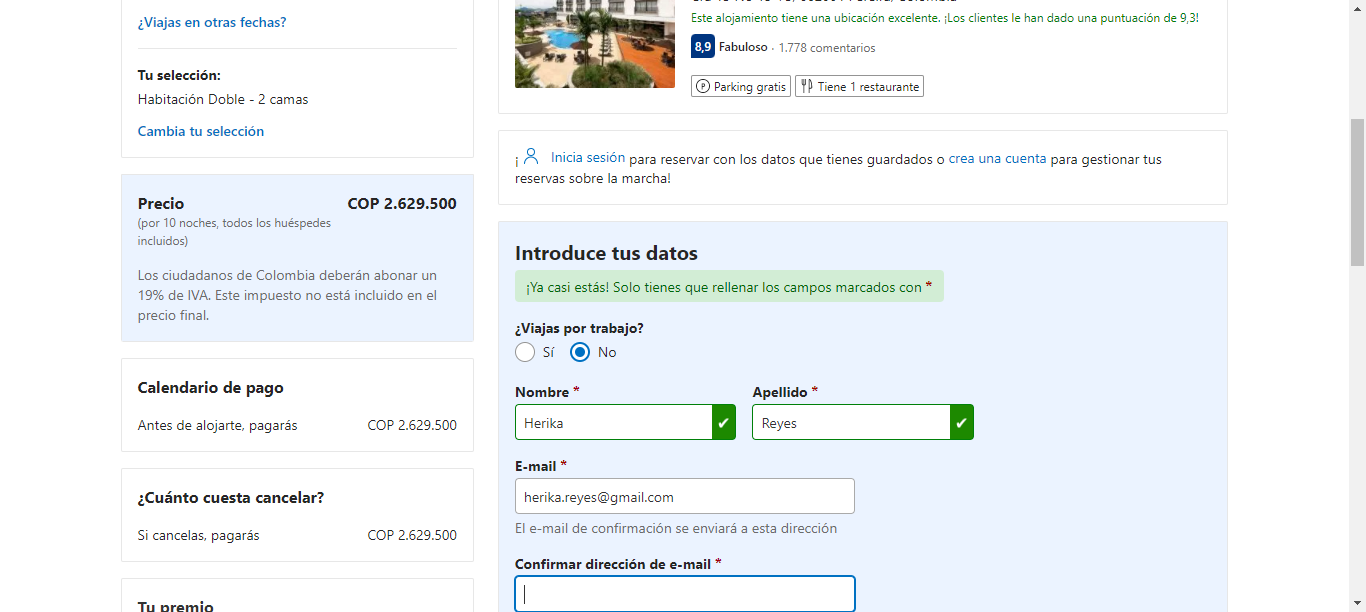 ¿Viajas en otras fechas?
Tu selección:
Habitación Doble - 2 camas
Cambia tu selección
Precio COP 2.629.500
(por 10 noches, todos los huéspedes
incluidos)
Los ciudadanos de Colombia deberán abonar un
19% de IVA. Este impuesto no está incluido en el
precio final.
Calendario de pago
Antes de alojarte, pagarás COP 2.629.500
¿Cuánto cuesta cancelar?
Si cancelas, pagarás COP 2.629.500
Tu premio
Este alojamiento tiene una ubicación excelente. ¡Los clientes le han dado una puntuación de 9,3!
8,9 Fabuloso · 1.778 comentarios
P Parking gratis Tiene 1 restaurante
¡ Inicia sesión para reservar con los datos que tienes guardados o crea una cuenta para gestionar tus
reservas sobre la marcha!
Introduce tus datos
¡Ya casi estás! Solo tienes que rellenar los campos marcados con *
¿Viajas por trabajo?
Sí No
Nombre * Apellido *
Herika Reyes
E-mail *
herika.reyes@gmail.com
El e-mail de confirmación se enviará a esta dirección
Confirmar dirección de e-mail *